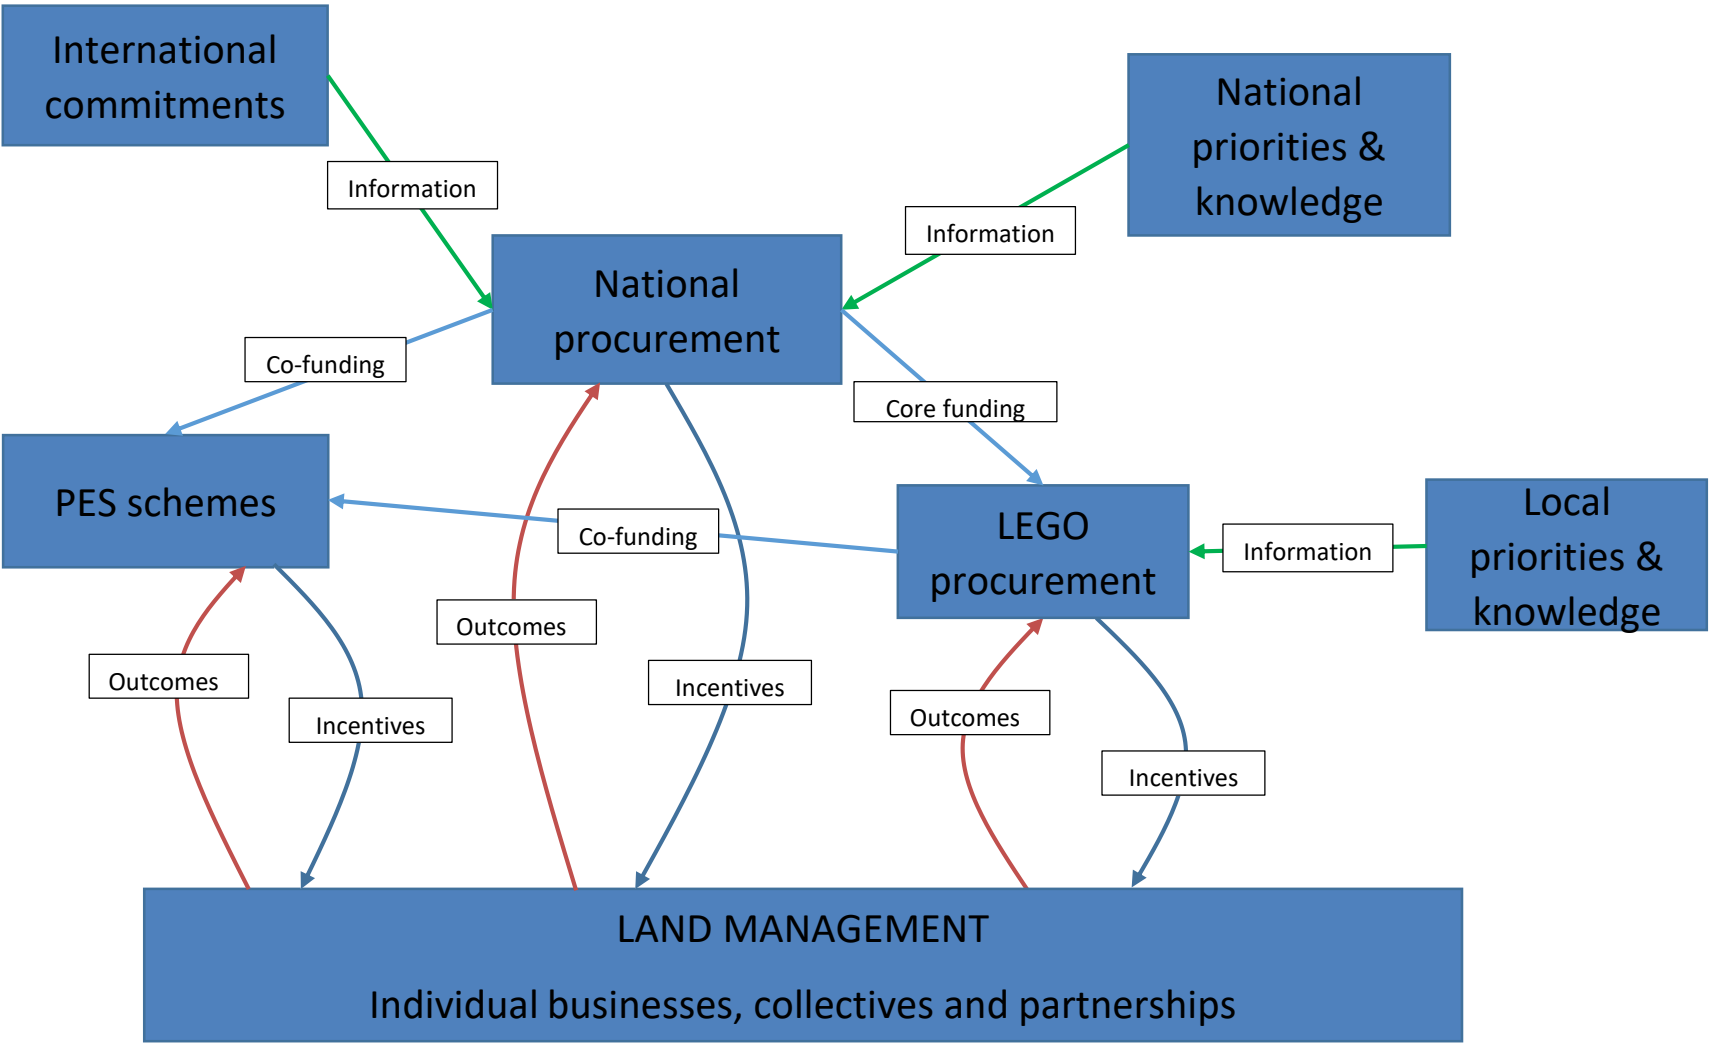 International
commitments
National
priorities &
knowledge
Information
Information
National
procurement
Co-funding
Core funding
PES schemes
LEGO
procurement
Local
priorities &
knowledge
Co-funding
Information
Outcomes
Outcomes
Incentives
Incentives
Outcomes
Incentives
LAND MANAGEMENT
Individual businesses, collectives and partnerships